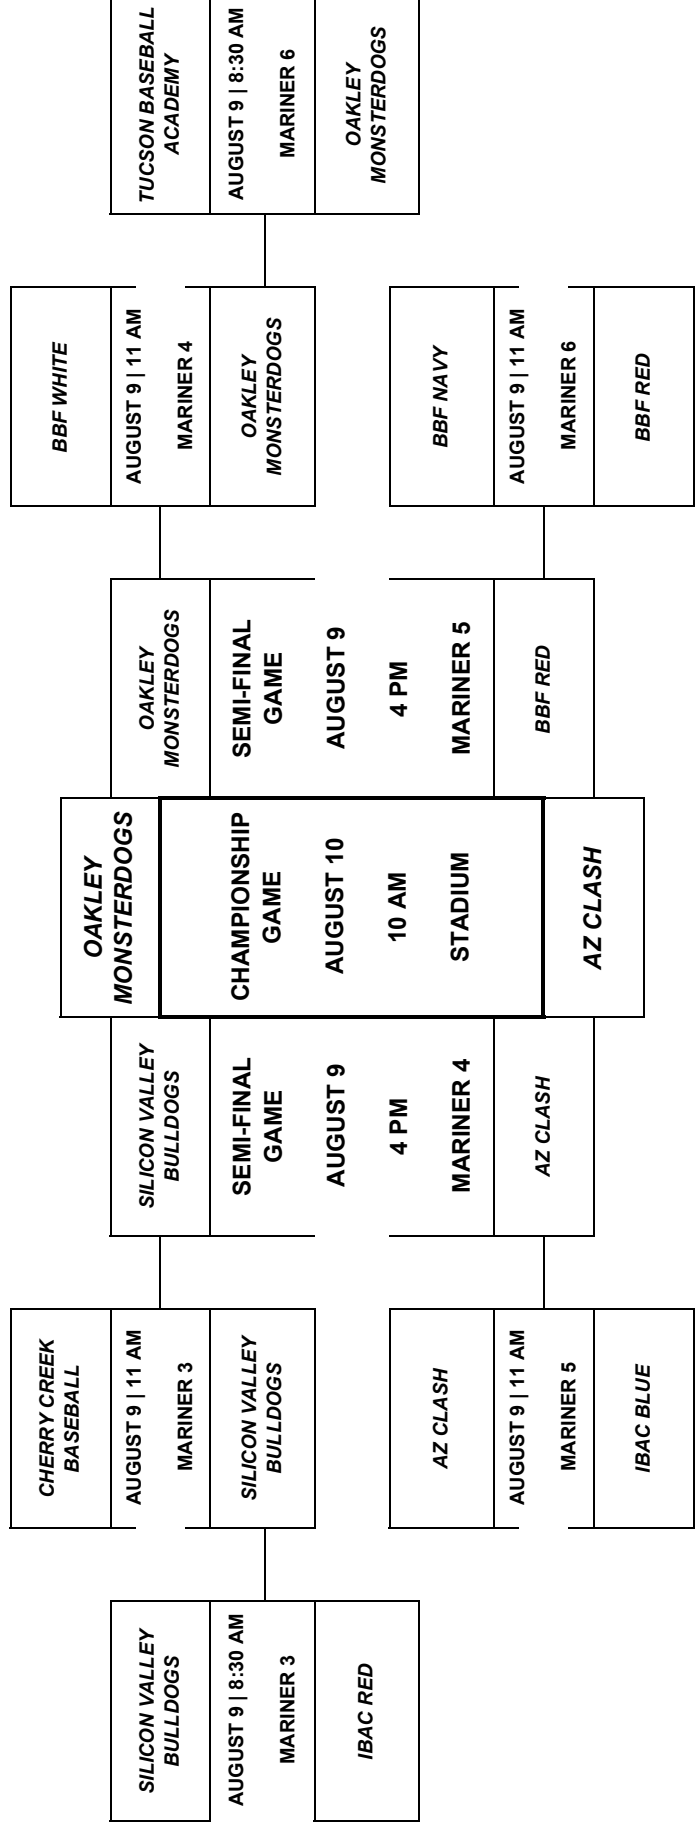 SILICON VALLEY
BULLDOGS
AUGUST 9 | 8:30 AM
MARINER 3
IBAC RED
CHERRY CREEK
BASEBALL
AUGUST 9 | 11 AM
MARINER 3
SILICON VALLEY
BULLDOGS
AZ CLASH
AUGUST 9 | 11 AM
MARINER 5
IBAC BLUE
SILICON VALLEY
BULLDOGS
SEMI-FINAL
GAME
AUGUST 9
4 PM
MARINER 4
AZ CLASH
OAKLEY
MONSTERDOGS
CHAMPIONSHIP
GAME
AUGUST 10
10 AM
STADIUM
AZ CLASH
OAKLEY
MONSTERDOGS
SEMI-FINAL
GAME
AUGUST 9
4 PM
MARINER 5
BBF RED
BBF WHITE
AUGUST 9 | 11 AM
MARINER 4
OAKLEY
MONSTERDOGS
BBF NAVY
AUGUST 9 | 11 AM
MARINER 6
BBF RED
TUCSON BASEBALL
ACADEMY
AUGUST 9 | 8:30 AM
MARINER 6
OAKLEY
MONSTERDOGS